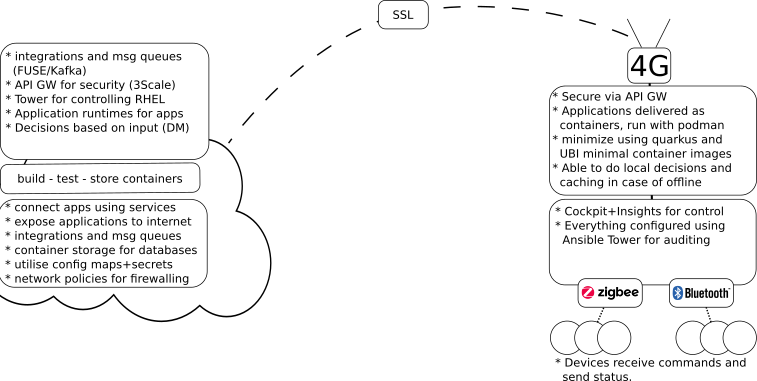 SSL
* integrations and msg queues
(FUSE/Kafka)
* API GW for security (3Scale)
* Tower for controlling RHEL
* Application runtimes for apps
* Decisions based on input (DM)
build - test - store containers
* connect apps using services
* expose applications to internet
* integrations and msg queues
* container storage for databases
* utilise config maps+secrets
* network policies for firewalling
4G
* Secure via API GW
* Applications delivered as
containers, run with podman
* minimize using quarkus and
UBI minimal container images
* Able to do local decisions and
caching in case of offline
* Cockpit+Insights for control
* Everything configured using
Ansible Tower for auditing
zigbee
Bluetooth
* Devices receive commands and
send status.